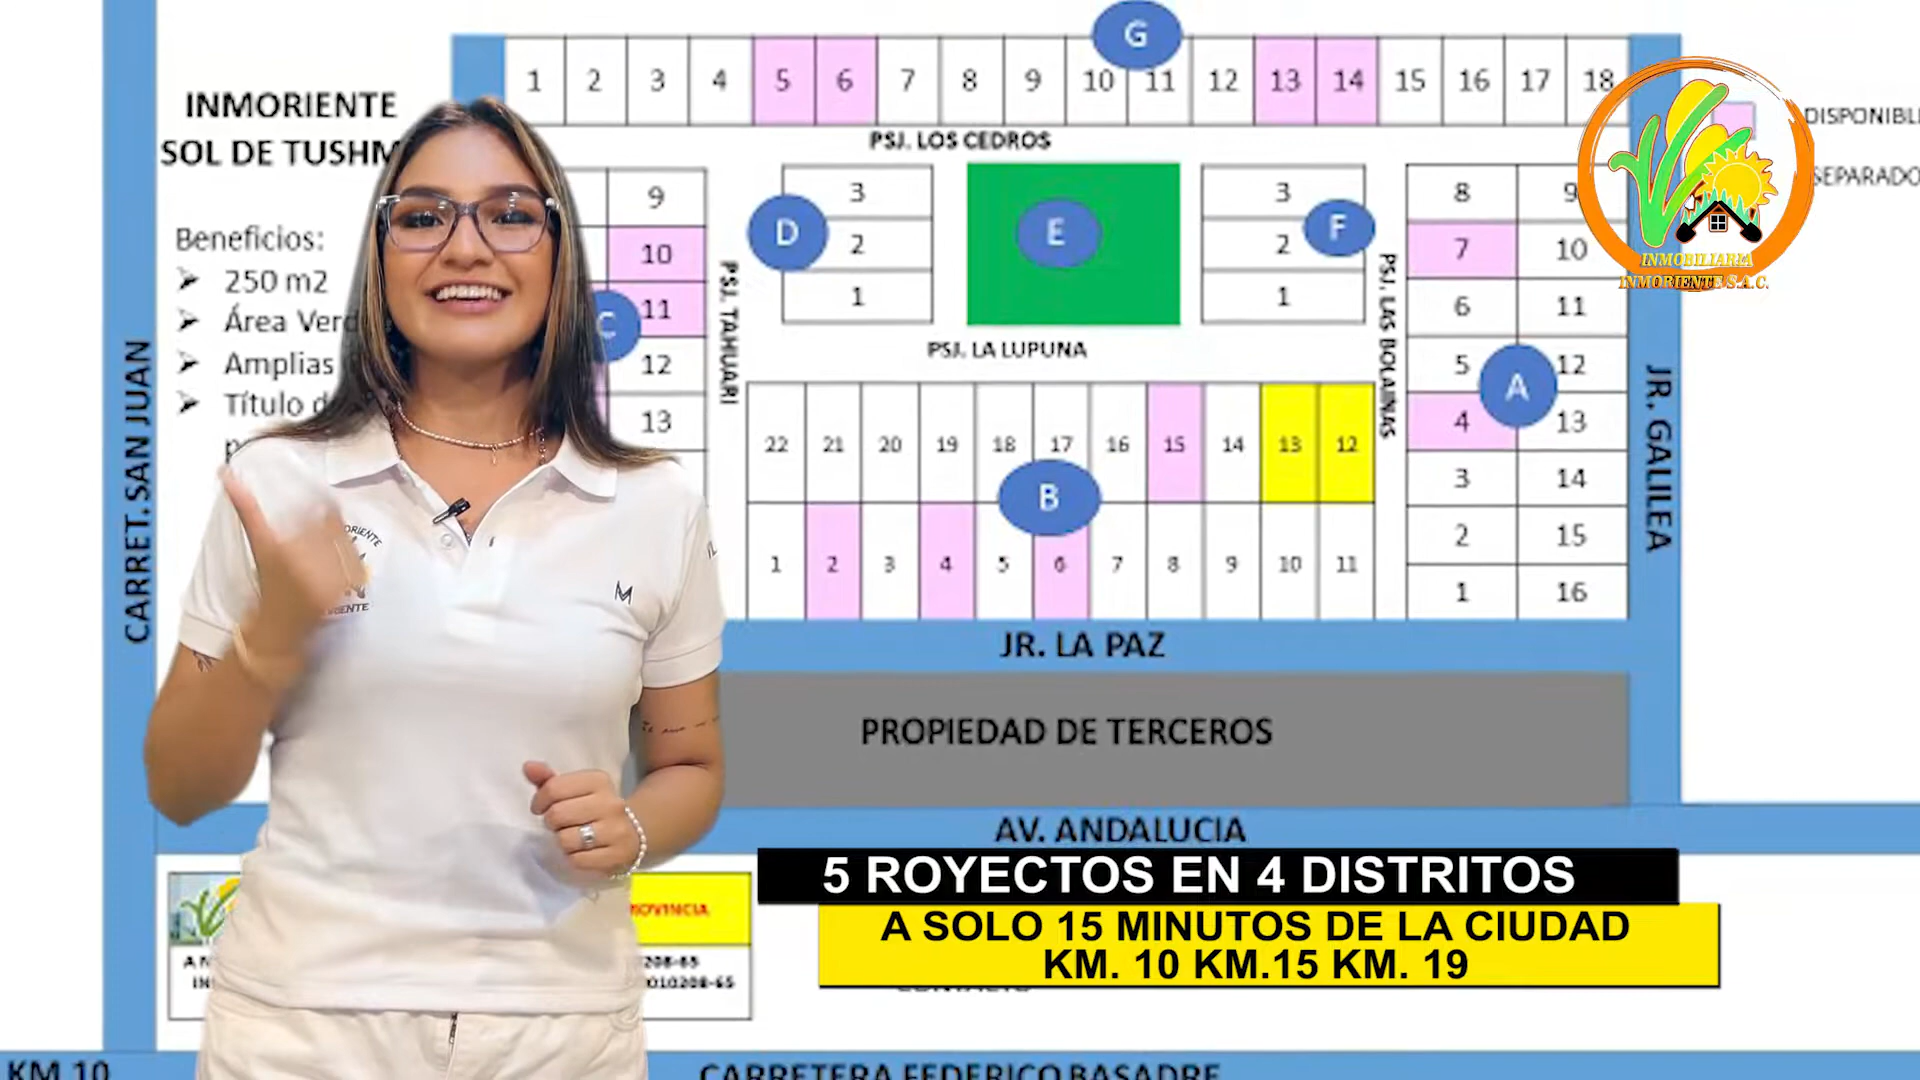 G
1 2 3 4 5 6 7 8 9 10 11 12 13 14 15 16 17 18
INMORIENTE
SOL DE TUSHM
PSJ. LOS CEDROS
DISPONIBL
SEPARADO
Beneficios:
250 m2
Área Verd
Amplias
Título d
CARRET. SAN JUAN
9
10
11
12
13
C
PSJ. TAHUARI
D
3
2
1
E
3
2
1
F
PSJ. LA LUPUNA
PSJ. LAS BOLAINAS
8 9
7 10
6 11
5 12
4 13
3 14
2 15
1 16
A
JR. GALILEA
INMOBILIARIA
INMORIENTE S.A.C.
22 21 20 19 18 17 16 15 14 13 12
B
1 2 3 4 5 6 7 8 9 10 11
JR. LA PAZ
PROPIEDAD DE TERCEROS
AV. ANDALUCIA
5 ROYECTOS EN 4 DISTRITOS
A SOLO 15 MINUTOS DE LA CIUDAD
KM. 10 KM.15 KM. 19
OVINCIA
208-65
010208-65
KM 10
CARRETERA FEDERICO BASADRE